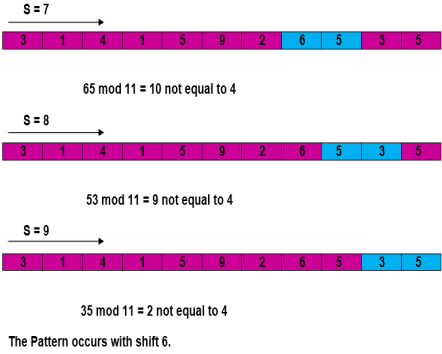 S = 7
3 1 4 1 5 9 2 6 5 3 5
65 mod 11 = 10 not equal to 4
S = 8
3 1 4 1 5 9 2 6 5 3 5
53 mod 11 = 9 not equal to 4
S = 9
3 1 4 1 5 9 2 6 5 3 5
35 mod 11 = 2 not equal to 4
The Pattern occurs with shift 6.